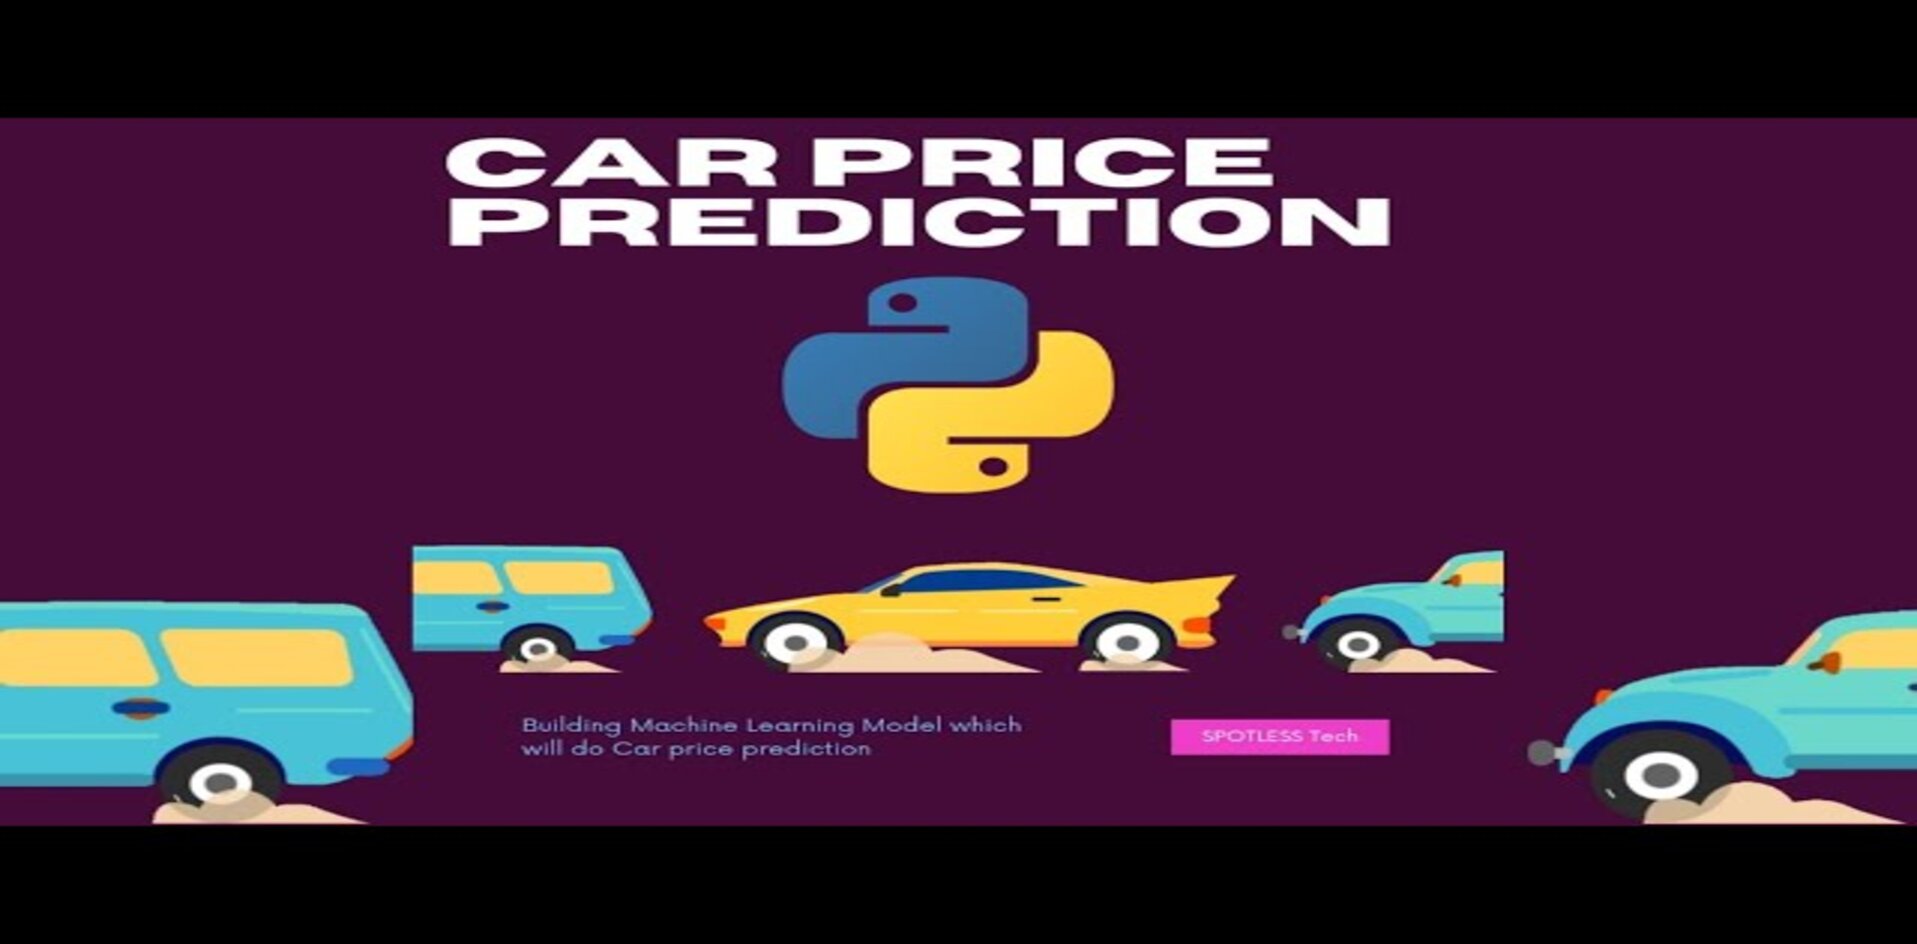 CAR PRICE
PREDICTION
Building Machine Learning Model which
will do Car price prediction
SPOTLESS Tech